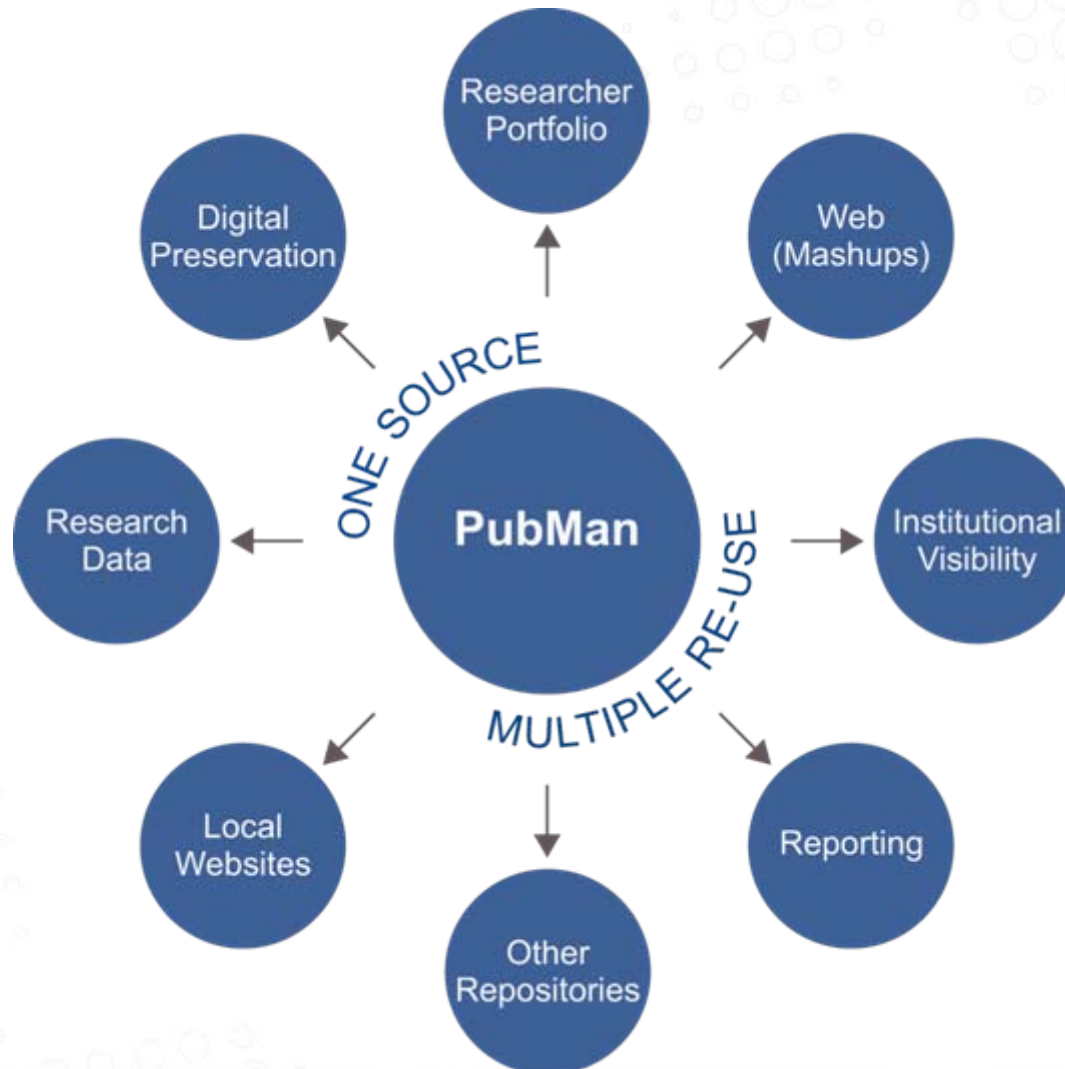 Researcher
Portfolio
Digital
Preservation
Web
(Mashups)
ONE SOURCE
Research
Data
PubMan
Institutional
Visibility
MULTIPLE RE-USE
Local
Websites
Reporting
Other
Repositories